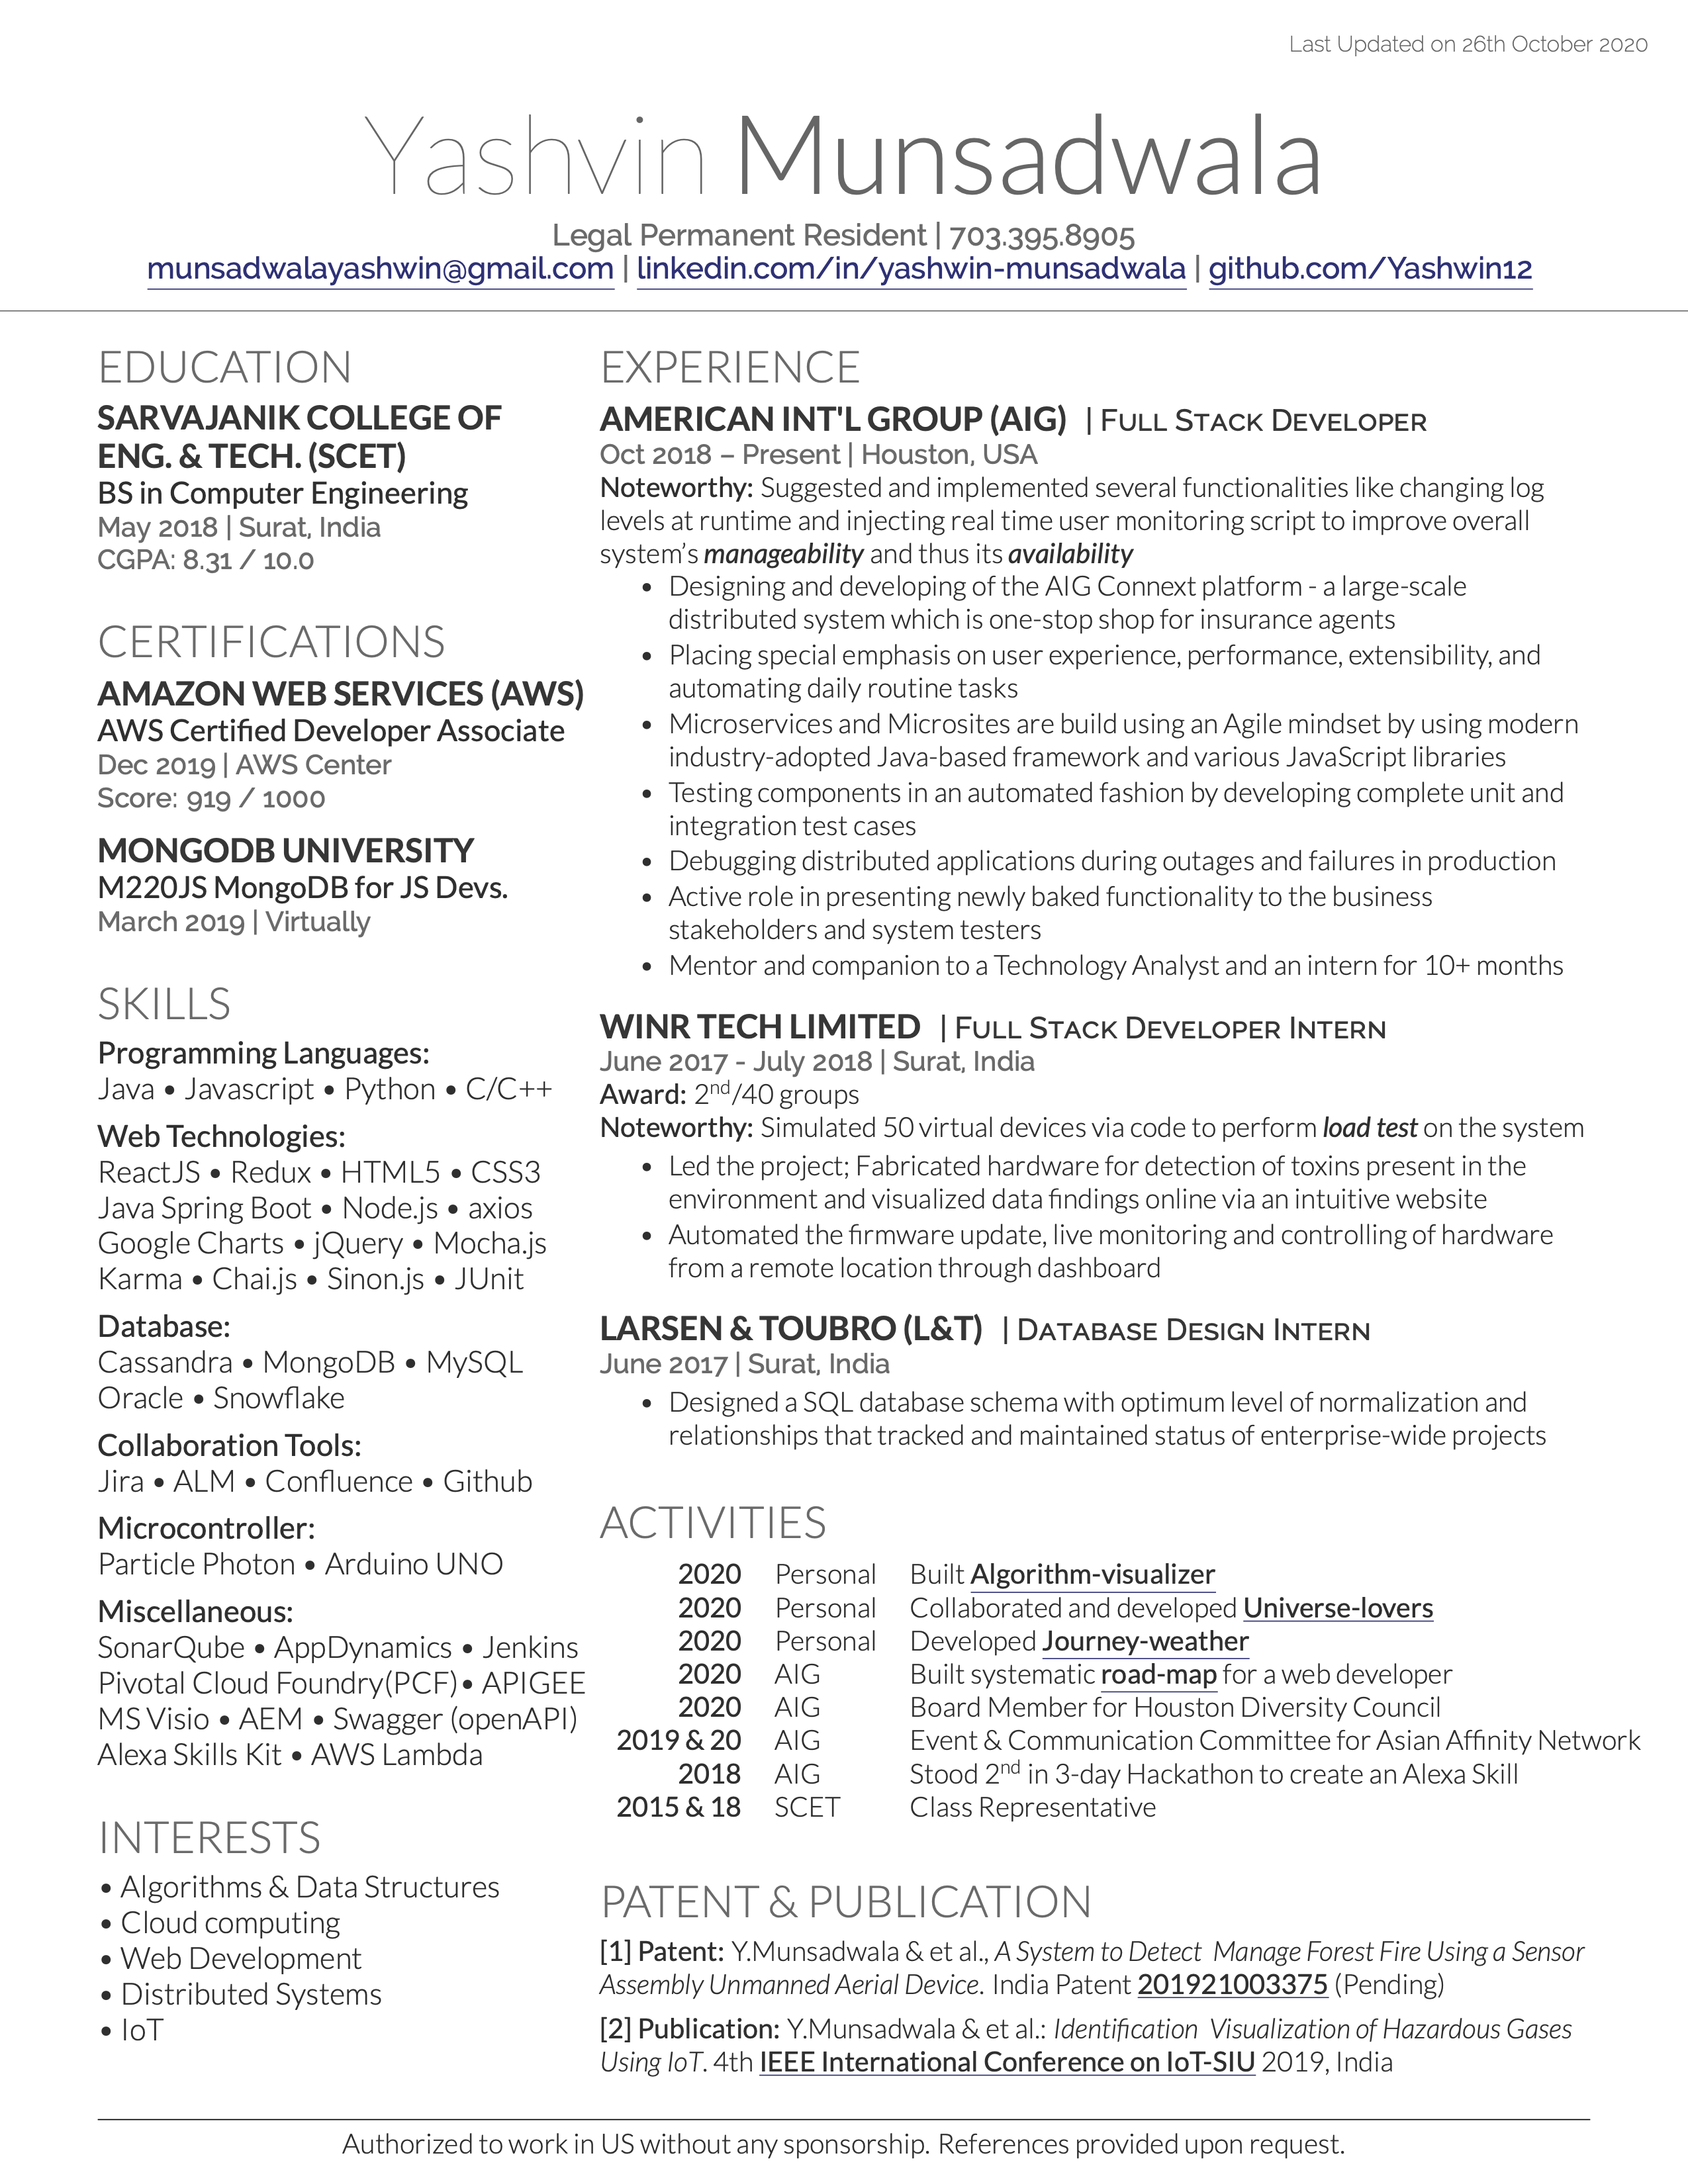 Last Updated on 26th October 2020
Yashvin Munsadwala
Legal Permanent Resident | 703.395.8905
munsadwalayashwin@gmail.com | linkedin.com/in/yashwin-munsadwala | github.com/Yashwin12
EDUCATION
SARVAJANIK COLLEGE OF
ENG. & TECH. (SCET)
BS in Computer Engineering
May 2018 | Surat, India
CGPA: 8.31 / 10.0
CERTIFICATIONS
AMAZON WEB SERVICES (AWS)
AWS Certified Developer Associate
Dec 2019 | AWS Center
Score: 919 / 1000
MONGODB UNIVERSITY
M220JS MongoDB for JS Devs.
March 2019 | Virtually
SKILLS
Programming Languages:
Java • Javascript • Python • C/C++
Web Technologies:
ReactJS • Redux • HTML5 • CSS3
Java Spring Boot • Node.js • axios
Google Charts • jQuery • Mocha.js
Karma • Chai.js • Sinon.js • JUnit
Database:
Cassandra • MongoDB • MySQL
Oracle • Snowflake
Collaboration Tools:
Jira • ALM • Confluence • Github
Microcontroller:
Particle Photon • Arduino UNO
Miscellaneous:
SonarQube • AppDynamics • Jenkins
Pivotal Cloud Foundry(PCF)• APIGEE
MS Visio • AEM • Swagger (openAPI)
Alexa Skills Kit • AWS Lambda
INTERESTS
• Algorithms & Data Structures
• Cloud computing
• Web Development
• Distributed Systems
• IoT
EXPERIENCE
AMERICAN INT'L GROUP (AIG) | FULL STACK DEVELOPER
Oct 2018 – Present | Houston, USA
Noteworthy: Suggested and implemented several functionalities like changing log
levels at runtime and injecting real time user monitoring script to improve overall
system's manageability and thus its availability
• Designing and developing of the AIG Connext platform - a large-scale
distributed system which is one-stop shop for insurance agents
• Placing special emphasis on user experience, performance, extensibility, and
automating daily routine tasks
• Microservices and Microsites are build using an Agile mindset by using modern
industry-adopted Java-based framework and various JavaScript libraries
• Testing components in an automated fashion by developing complete unit and
integration test cases
• Debugging distributed applications during outages and failures in production
• Active role in presenting newly baked functionality to the business
stakeholders and system testers
• Mentor and companion to a Technology Analyst and an intern for 10+ months
WINR TECH LIMITED | FULL STACK DEVELOPER INTERN
June 2017 - July 2018 | Surat, India
Award: 2nd/40 groups
Noteworthy: Simulated 50 virtual devices via code to perform load test on the system
• Led the project; Fabricated hardware for detection of toxins present in the
environment and visualized data findings online via an intuitive website
• Automated the firmware update, live monitoring and controlling of hardware
from a remote location through dashboard
LARSEN & TOUBRO (L&T) | DATABASE DESIGN INTERN
June 2017 | Surat, India
• Designed a SQL database schema with optimum level of normalization and
relationships that tracked and maintained status of enterprise-wide projects
ACTIVITIES
2020 Personal Built Algorithm-visualizer
2020 Personal Collaborated and developed Universe-lovers
2020 Personal Developed Journey-weather
2020 AIG Built systematic road-map for a web developer
2020 AIG Board Member for Houston Diversity Council
2019 & 20 AIG Event & Communication Committee for Asian Affinity Network
2018 AIG Stood 2nd in 3-day Hackathon to create an Alexa Skill
2015 & 18 SCET Class Representative
PATENT & PUBLICATION
[1] Patent: Y.Munsadwala & et al., A System to Detect Manage Forest Fire Using a Sensor
Assembly Unmanned Aerial Device. India Patent 201921003375 (Pending)
[2] Publication: Y.Munsadwala & et al.: Identification Visualization of Hazardous Gases
Using IoT. 4th IEEE International Conference on IoT-SIU 2019, India
Authorized to work in US without any sponsorship. References provided upon request.